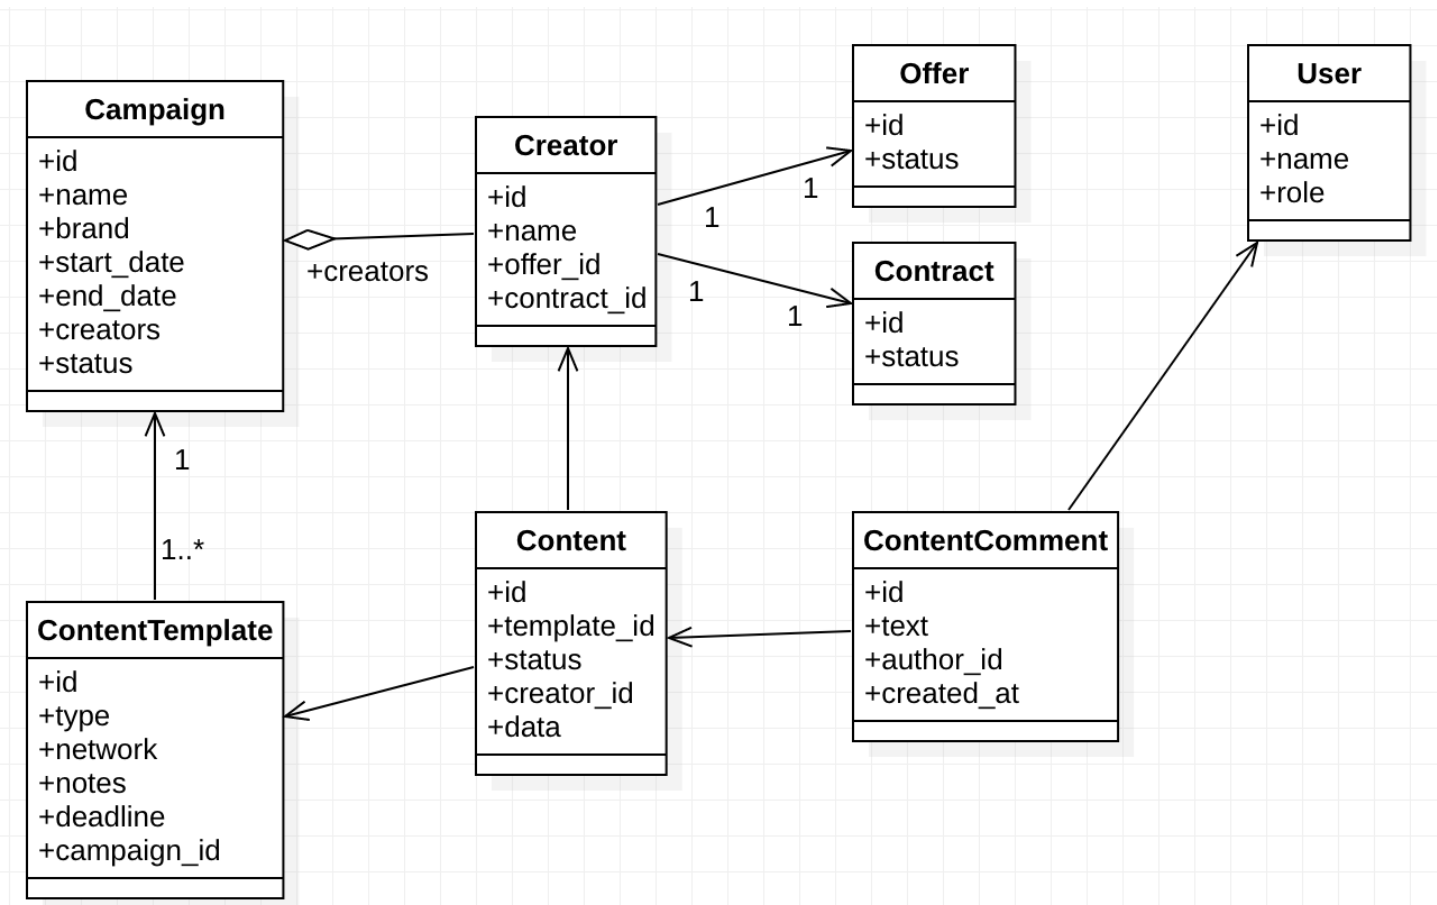 Campaign
+id
+name
+brand
+start_date
+end_date
+creators
+status
+creators
Creator
+id
+name
+offer_id
+contract_id
1
1
Offer
+id
+status
1
1
Contract
+id
+status
User
+id
+name
+role
1
1..*
ContentTemplate
+id
+type
+network
+notes
+deadline
+campaign_id
Content
+id
+template_id
+status
+creator_id
+data
ContentComment
+id
+text
+author_id
+created_at